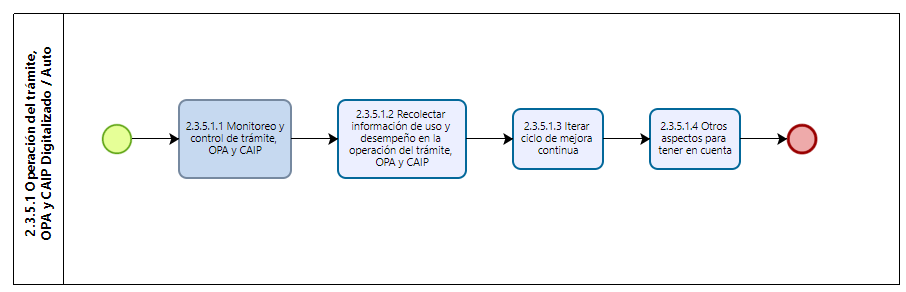 2.3.5.1 Operación del trámite,
OPA y CAIP Digitalizado / Auto
2.3.5.1.1 Monitoreo y
control de trámite,
OPA y CAIP
2.3.5.1.2 Recolectar
información de uso y
desempeño en la
operación del trámite,
OPA y CAIP
2.3.5.1.3 Iterar
ciclo de mejora
continua
2.3.5.1.4 Otros
aspectos para
tener en cuenta